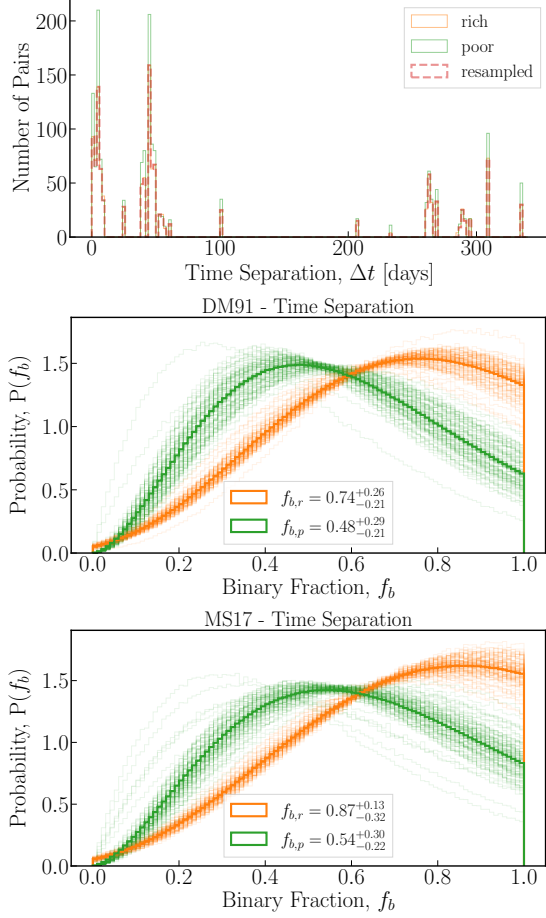 200
150
100
50
0
Number of Pairs
rich
poor
resampled
0 100 200 300
Time Separation, Δt [days]
DM91 - Time Separation
1.5
1.0
0.5
0.0
Probability, P(f_b)
f_{b,r} = 0.74^{+0.26}_{-0.21}
f_{b,p} = 0.48^{+0.29}_{-0.21}
0.0 0.2 0.4 0.6 0.8 1.0
Binary Fraction, f_b
MS17 - Time Separation
1.5
1.0
0.5
0.0
Probability, P(f_b)
f_{b,r} = 0.87^{+0.13}_{-0.32}
f_{b,p} = 0.54^{+0.30}_{-0.22}
0.0 0.2 0.4 0.6 0.8 1.0
Binary Fraction, f_b